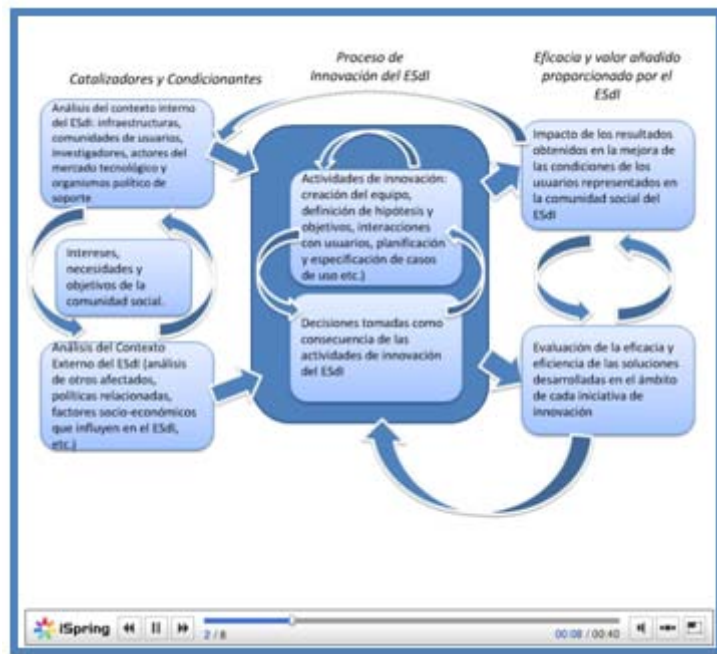 Catalizadores y Condicionantes
Proceso de
Innovación del ESdI
Eficacia y valor añadido
proporcionado por el
ESdI
Análisis del contexto interno
del ESdI: infraestructuras,
comunidades de usuarios,
investigadores, actores del
mercado tecnológico y
organismos político de
soporte
Intereses,
necesidades y
objetivos de la
comunidad social.
Análisis del Contexto
Externo del ESdI (análisis
de otros afectados,
políticas relacionadas,
factores socio-económicos
que influyen en el ESdI,
etc.)
Actividades de innovación:
creación del equipo,
definición de hipótesis y
objetivos, interacciones
con usuarios, planificación
y especificación de casos
de uso etc.)
Decisiones tomadas como
consecuencia de las
actividades de innovación
del ESdI
Impacto de los resultados
obtenidos en la mejora de
las condiciones de los
usuarios representados en
la comunidad social del
ESdI
Evaluación de la eficacia y
eficiencia de las soluciones
desarrolladas en el ámbito
de cada iniciativa de
innovación
iSpring
2 / 8
00:08 / 00:40